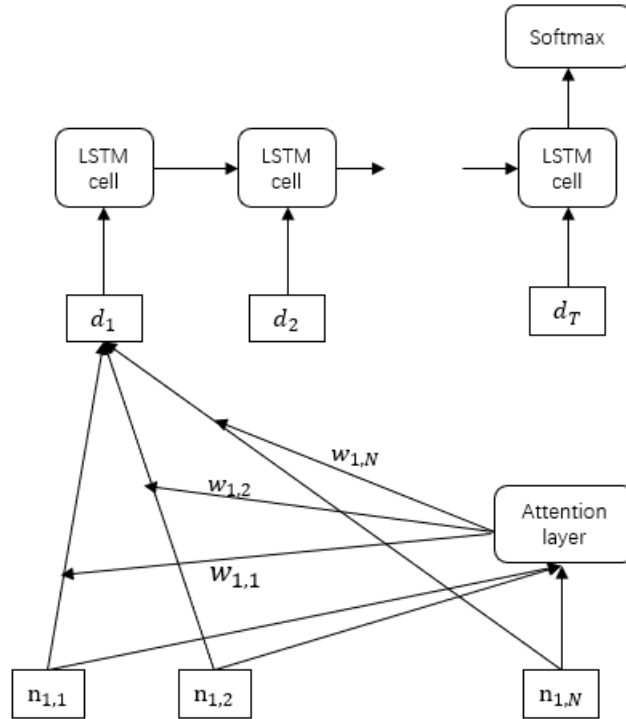 Softmax
LSTM
cell
LSTM
cell
LSTM
cell
d₁
d₂
d_T
w₁,N
w₁,₂
w₁,₁
Attention
layer
n₁,₁
n₁,₂
n₁,N